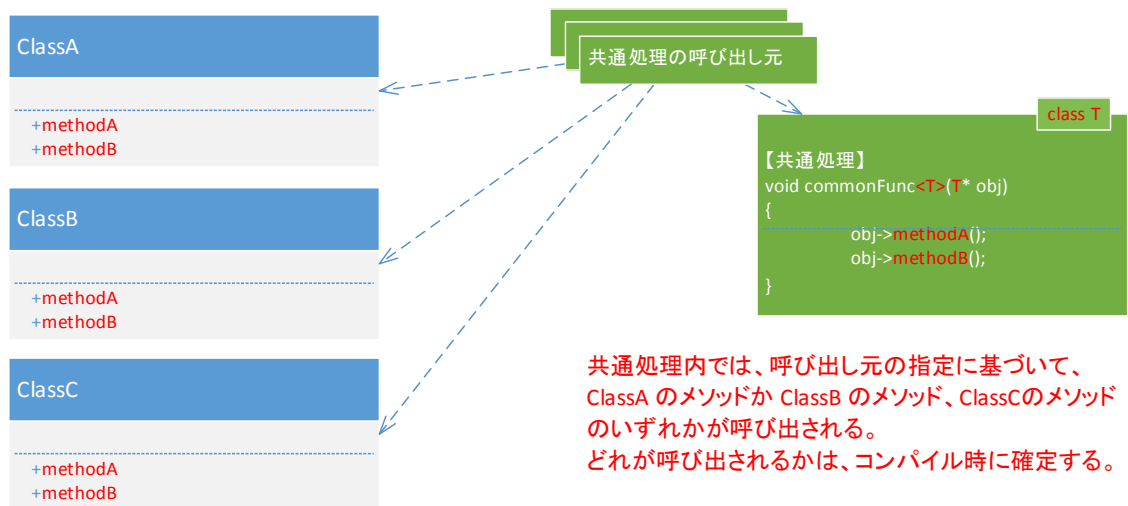 ClassA
+methodA
+methodB
ClassB
+methodA
+methodB
ClassC
+methodA
+methodB
共通処理の呼び出し元
class T
【共通処理】
void commonFunc<T>(T* obj)
{
obj->methodA();
obj->methodB();
}
共通処理内では、呼び出し元の指定に基づいて、
ClassA のメソッドか ClassB のメソッド、ClassCのメソッド
のいずれかが呼び出される。
どれが呼び出されるかは、コンパイル時に確定する。